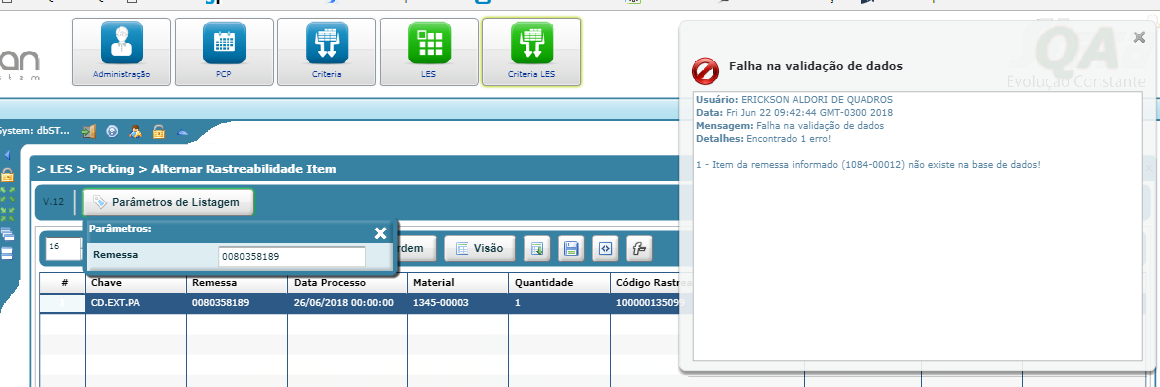 an
stem
Administração
PCP
Criteria
LES
Criteria LES
QA
Evolução Constante
Falha na validação de dados
Usuário: ERICKSON ALDORI DE QUADROS
Data: Fri Jun 22 09:42:44 GMT-0300 2018
Mensagem: Falha na validação de dados
Detalhes: Encontrado 1 erro!
1 - Item da remessa informado (1084-00012) não existe na base de dados!
System: dbST...
> LES > Picking > Alternar Rastreabilidade Item
V.12
Parâmetros de Listagem
Parâmetros:
Remessa
0080358189
16
rdem
Visão
# Chave Remessa Data Processo Material Quantidade Código Rastrea
CD.EXT.PA 0080358189 26/06/2018 00:00:00 1345-00003 1 100000135099